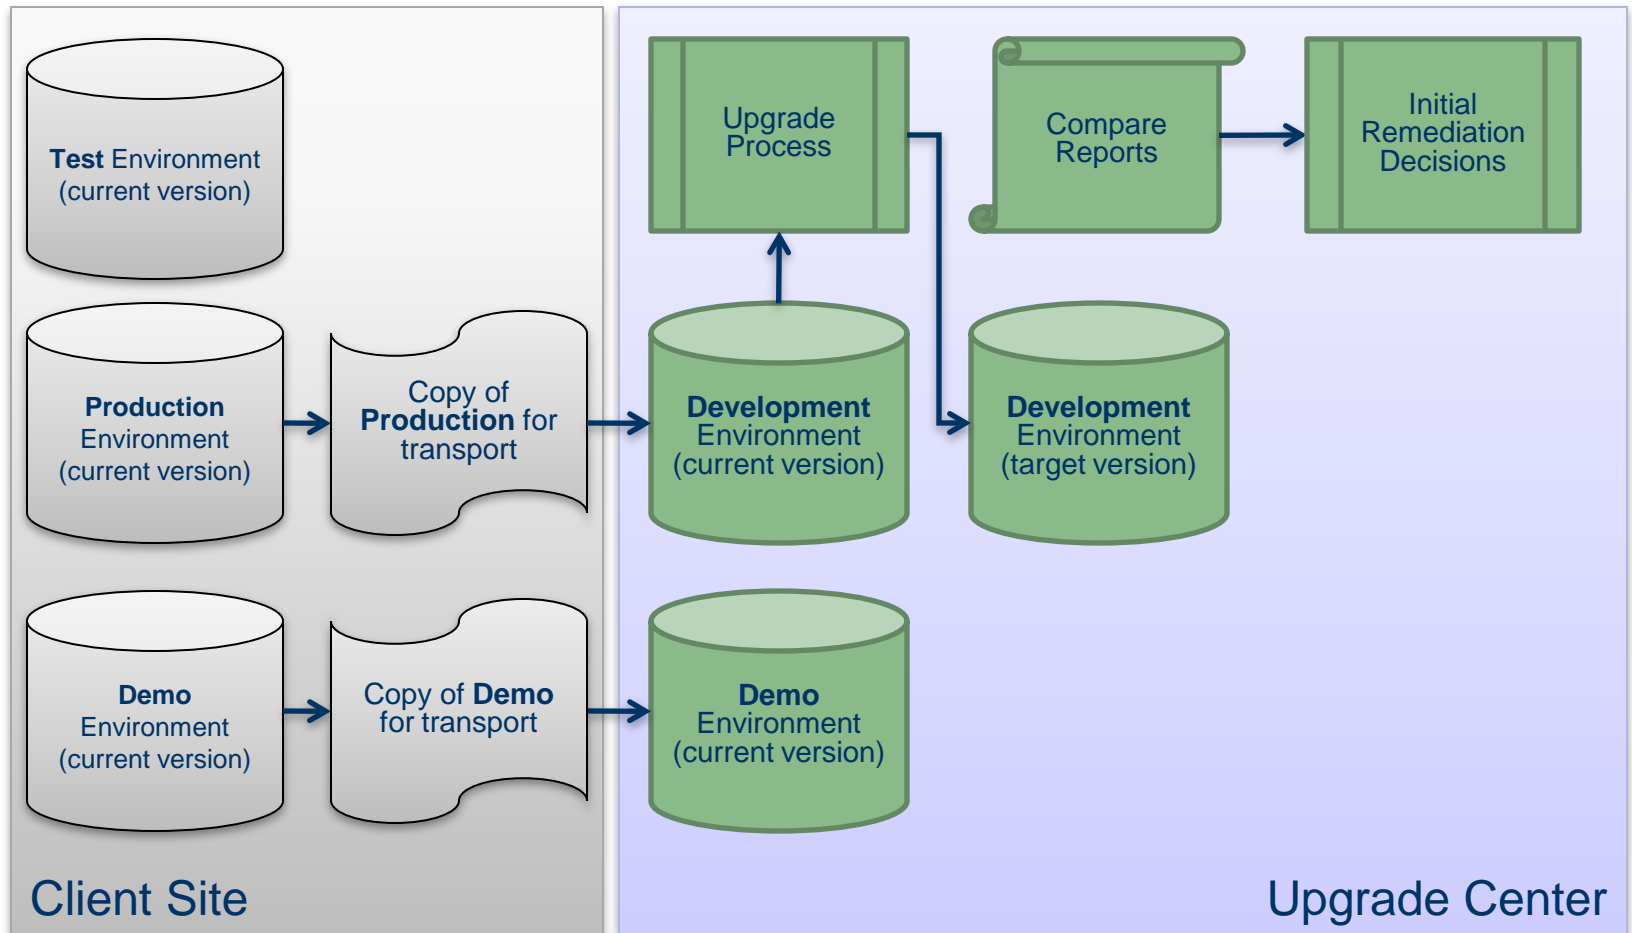 Test Environment
(current version)
Upgrade
Process
Compare
Reports
Initial
Remediation
Decisions
Production
Environment
(current version)
Copy of
Production for
transport
Development
Environment
(current version)
Development
Environment
(target version)
Demo
Environment
(current version)
Copy of Demo
for transport
Demo
Environment
(current version)
Client Site
Upgrade Center